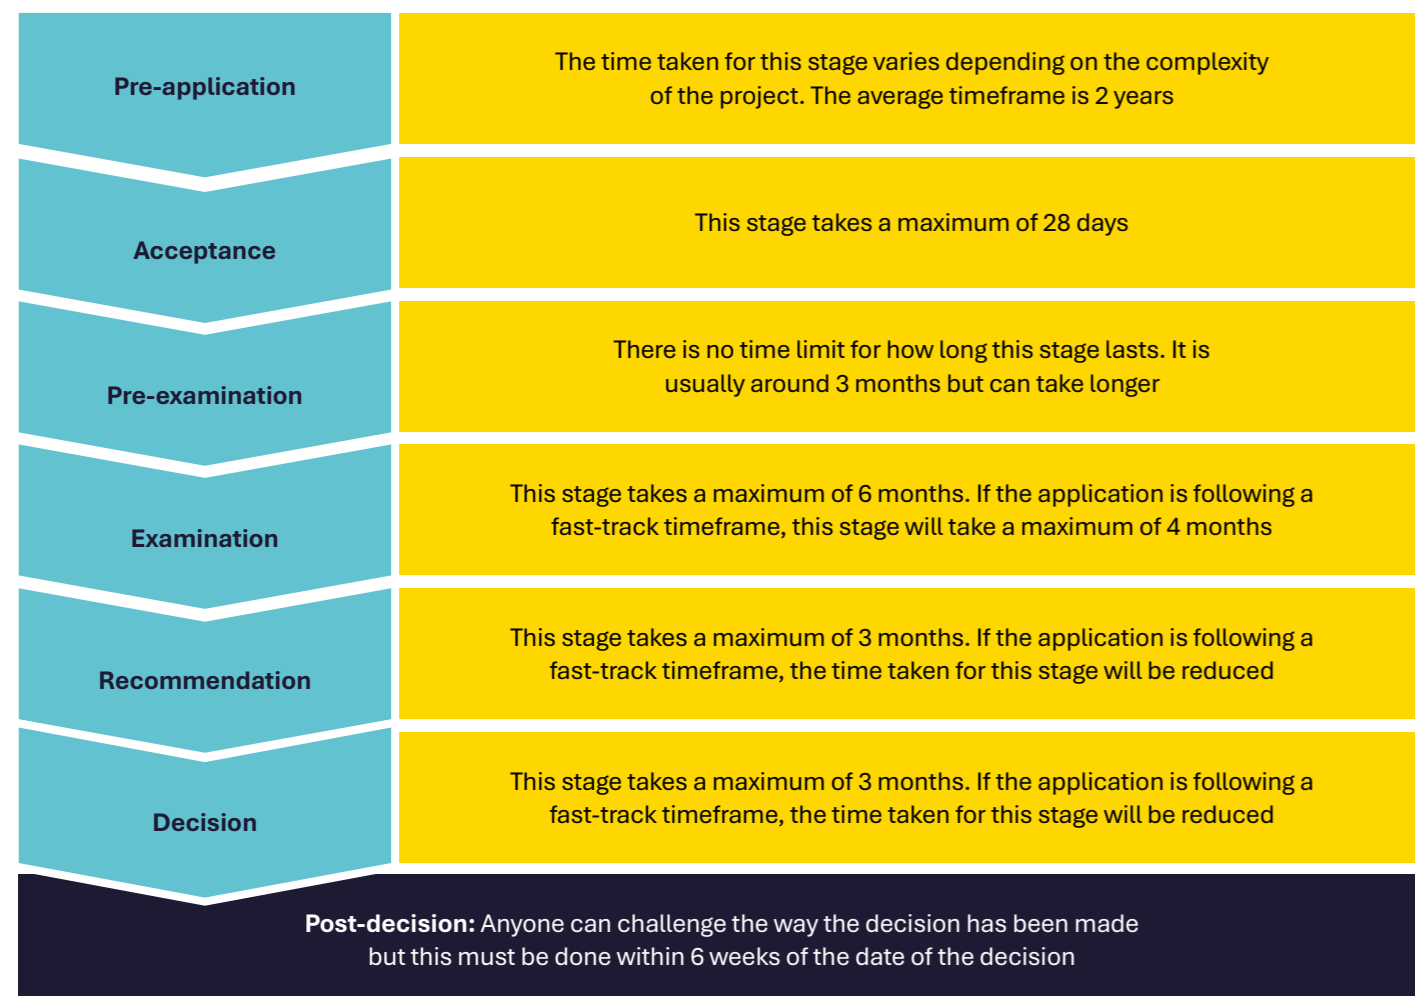 Pre-application
The time taken for this stage varies depending on the complexity
of the project. The average timeframe is 2 years
Acceptance
This stage takes a maximum of 28 days
Pre-examination
There is no time limit for how long this stage lasts. It is
usually around 3 months but can take longer
Examination
This stage takes a maximum of 6 months. If the application is following a
fast-track timeframe, this stage will take a maximum of 4 months
Recommendation
This stage takes a maximum of 3 months. If the application is following a
fast-track timeframe, the time taken for this stage will be reduced
Decision
This stage takes a maximum of 3 months. If the application is following a
fast-track timeframe, the time taken for this stage will be reduced
Post-decision: Anyone can challenge the way the decision has been made
but this must be done within 6 weeks of the date of the decision